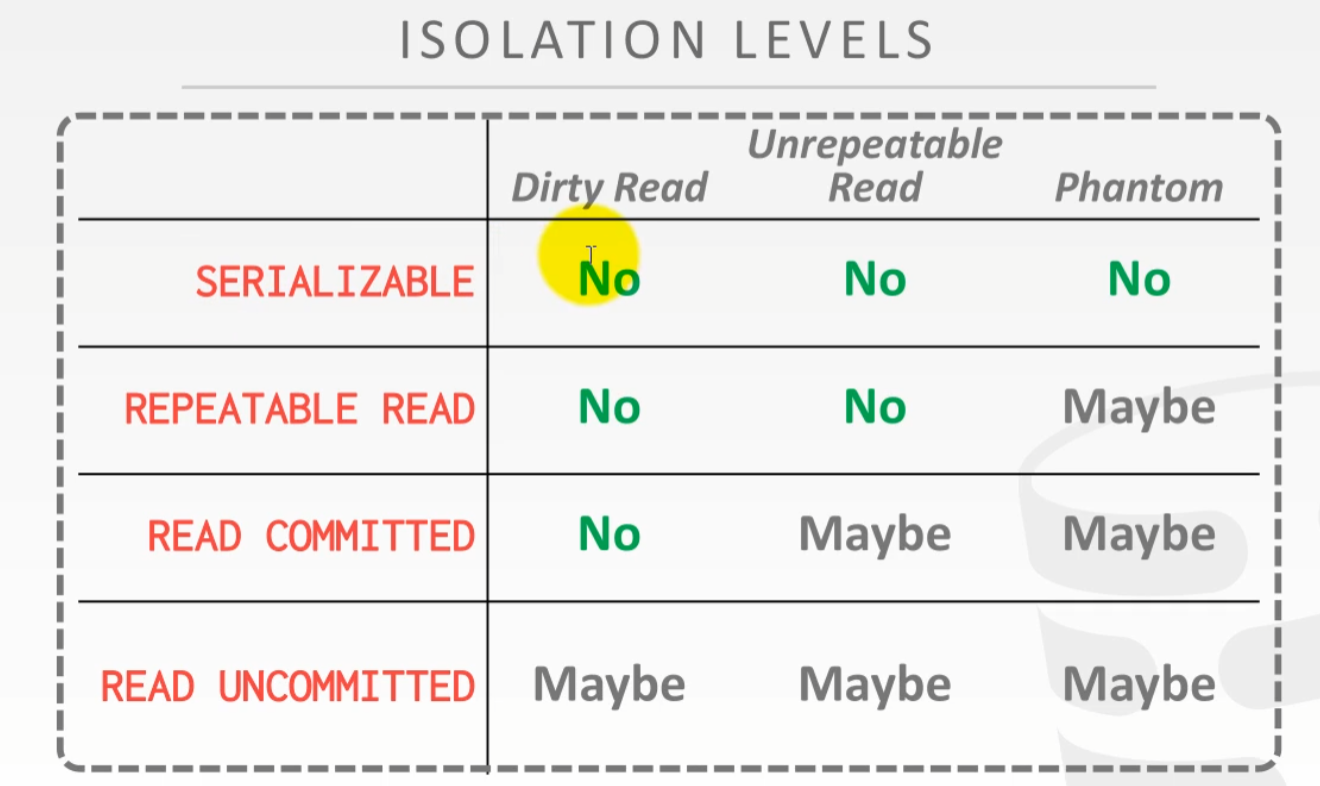 ISOLATION LEVELS
Unrepeatable
Dirty Read Read Phantom
SERIALIZABLE No No No
REPEATABLE READ No No Maybe
READ COMMITTED No Maybe Maybe
READ UNCOMMITTED Maybe Maybe Maybe